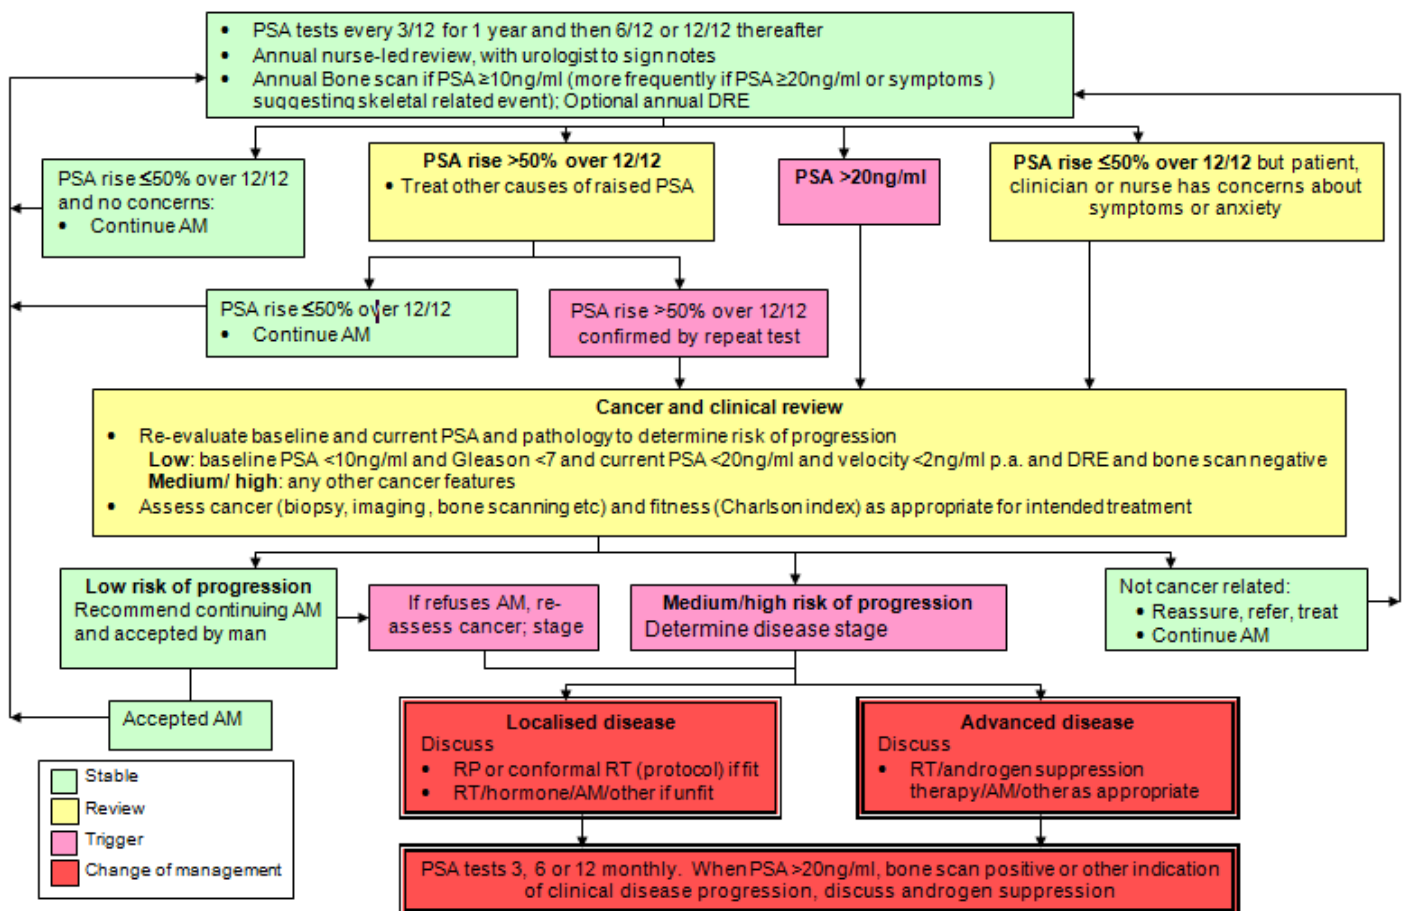 • PSA tests every 3/12 for 1 year and then 6/12 or 12/12 thereafter
• Annual nurse-led review, with urologist to sign notes
• Annual Bone scan if PSA ≥10ng/ml (more frequently if PSA ≥20ng/ml or symptoms )
suggesting skeletal related event); Optional annual DRE
PSA rise ≤50% over 12/12
and no concerns:
• Continue AM
PSA rise >50% over 12/12
• Treat other causes of raised PSA
PSA >20ng/ml
PSA rise ≤50% over 12/12 but patient,
clinician or nurse has concerns about
symptoms or anxiety
PSA rise ≤50% over 12/12
• Continue AM
PSA rise >50% over 12/12
confirmed by repeat test
Cancer and clinical review
• Re-evaluate baseline and current PSA and pathology to determine risk of progression
Low: baseline PSA <10ng/ml and Gleason <7 and current PSA <20ng/ml and velocity <2ng/ml p.a. and DRE and bone scan negative
Medium/ high: any other cancer features
• Assess cancer (biopsy, imaging, bone scanning etc) and fitness (Charlson index) as appropriate for intended treatment
Low risk of progression
Recommend continuing AM
and accepted by man
If refuses AM, re-
assess cancer; stage
Medium/high risk of progression
Determine disease stage
Not cancer related:
• Reassure, refer, treat
• Continue AM
Accepted AM
Localised disease
Discuss
• RP or conformal RT (protocol) if fit
• RT/hormone/AM/other if unfit
Advanced disease
Discuss
• RT/androgen suppression
therapy/AM/other as appropriate
Stable
Review
Trigger
Change of management
PSA tests 3, 6 or 12 monthly. When PSA >20ng/ml, bone scan positive or other indication
of clinical disease progression, discuss androgen suppression